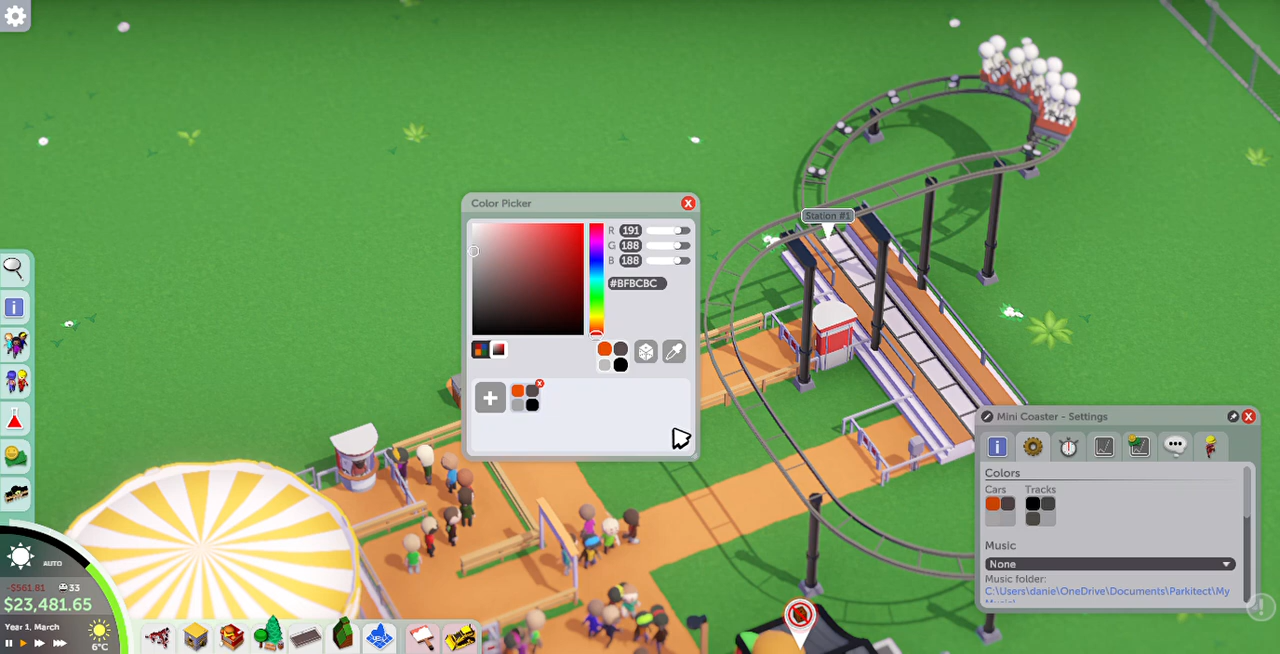 Color Picker
R 191
G 188
B 188
#BFBCBC
Station #1
Mini Coaster - Settings
Colors
Cars Tracks
Music
None
Music folder:
C:\Users\danie\OneDrive\Documents\Parkitect\My
AUTO
-$561.81 33
$23,481.65
Year 1, March
6°C